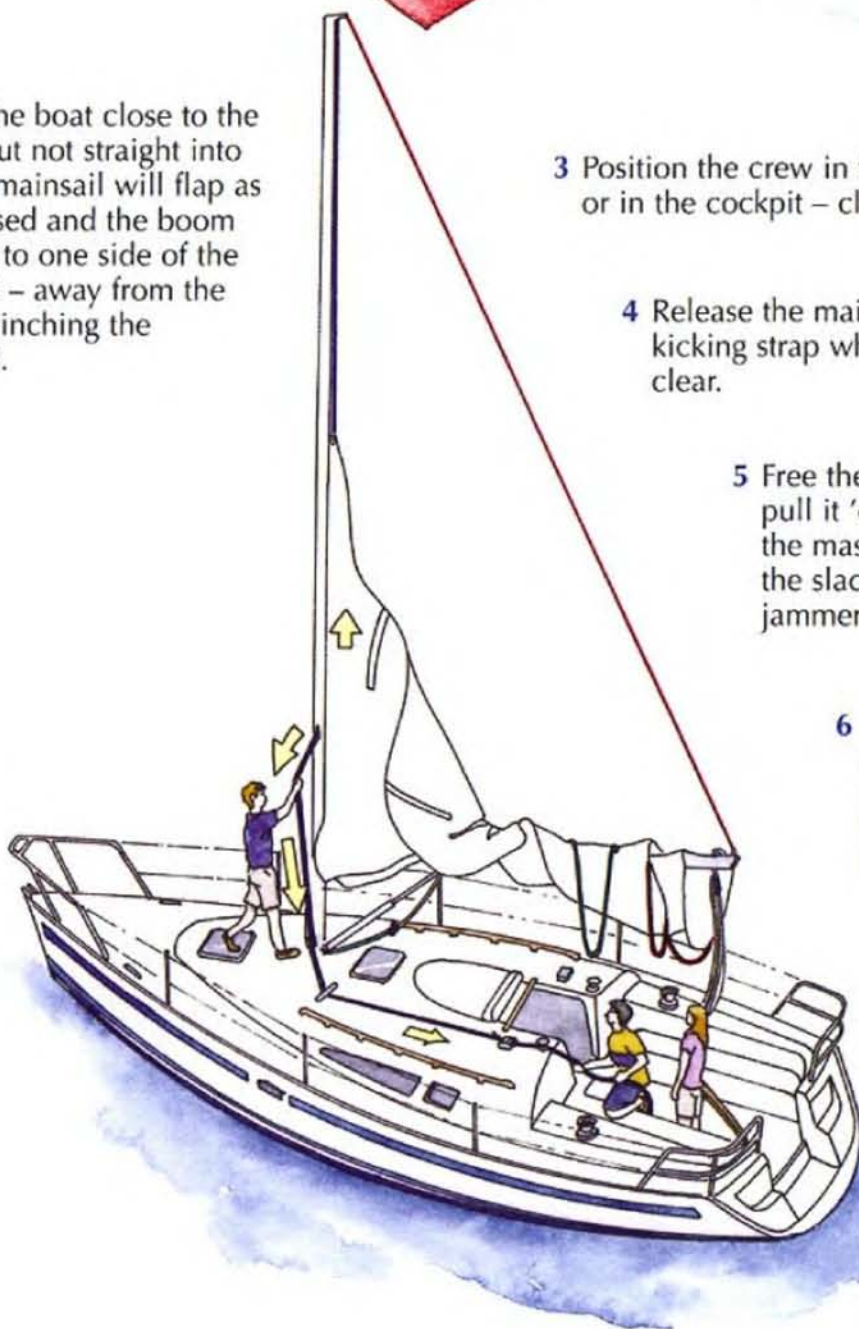 he boat close to the
ut not straight into
mainsail will flap as
sed and the boom
to one side of the
– away from the
inching the
3 Position the crew in
or in the cockpit – cl
4 Release the mai
kicking strap wh
clear.
5 Free the
pull it ‘
the mas
the slac
jammer
6